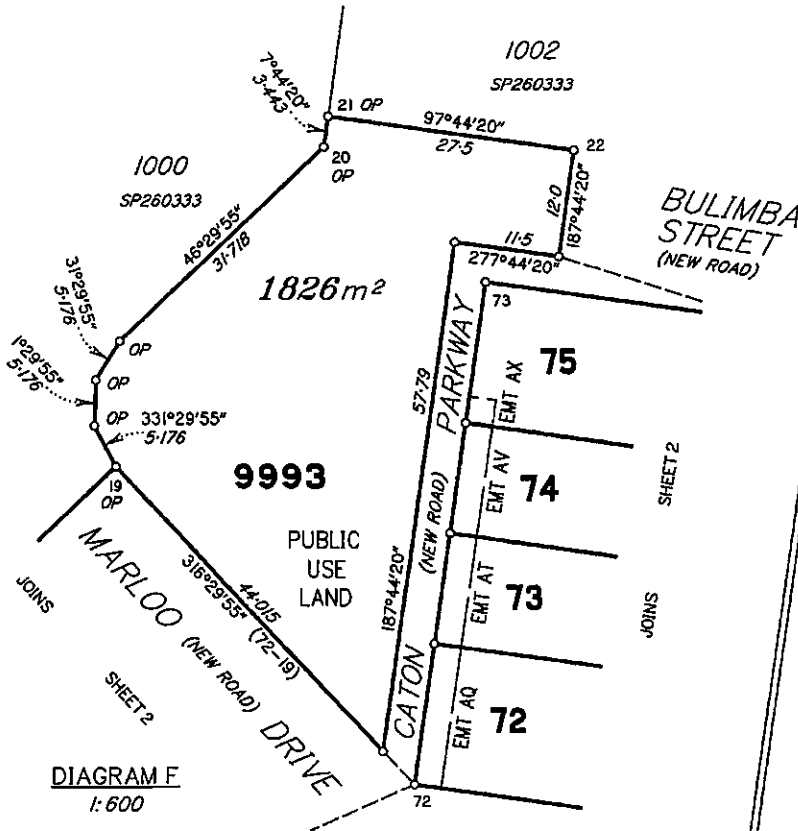 1002
SP260333
7°44'20"
3·443
21 OP
97°44'20"
27·5
22
20
OP
1000
SP260333
12·0
187°44'20"
BULIMBA
STREET
(NEW ROAD)
46°29'55"
31·718
11·5
277°44'20"
1826m²
73
31°29'55"
5·176
OP
75
1°29'55"
5·176
OP
57·79
PARKWAY
EMT AX
OP
331°29'55"
5·176
SHEET 2
19
OP
9993
EMT AV
74
(NEW ROAD)
PUBLIC
USE
LAND
MARLOO
(NEW ROAD)
DRIVE
44·015
316°29'55" (72-19)
187°44'20"
EMT AT
73
JOINS
JOINS
SHEET 2
CATON
EMT AQ
72
DIAGRAM F
1:600
72